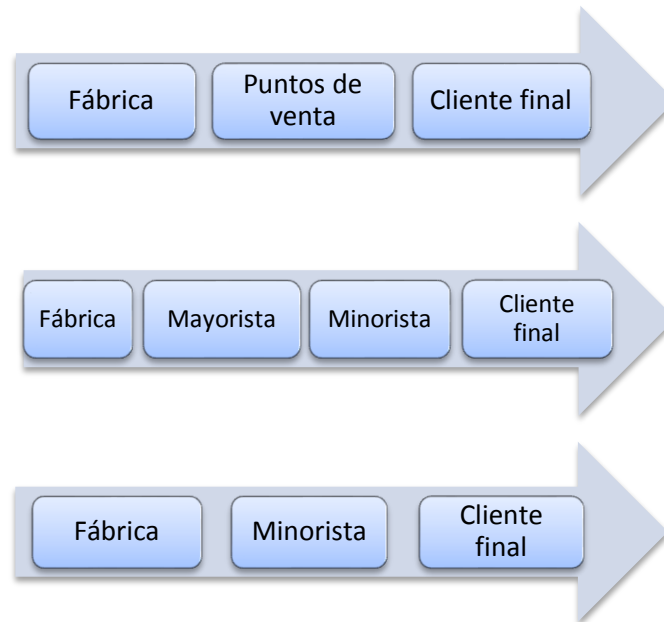 Fábrica
Puntos de
venta
Cliente final
Fábrica
Mayorista
Minorista
Cliente
final
Fábrica
Minorista
Cliente
final